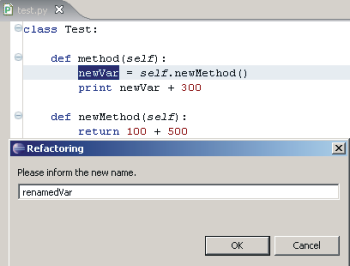 test.py
class Test:
def method(self):
newVar = self.newMethod()
print newVar + 300
def newMethod(self):
return 100 + 500
Refactoring
Please inform the new name.
renamedVar
OK Cancel